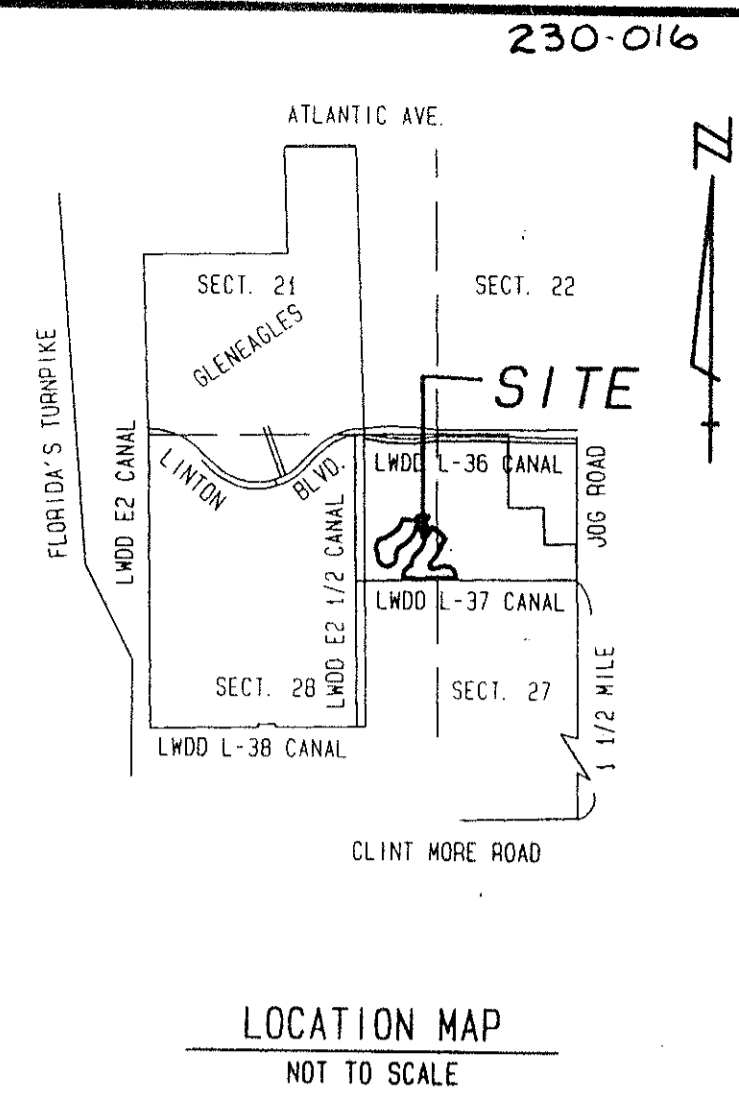 230-016
ATLANTIC AVE.
N
SECT. 21
SECT. 22
GLENEAGLES
FLORIDA'S TURNPIKE
SITE
LWDD E2 CANAL
LINTON BLVD.
LWDD L-36 CANAL
JOG ROAD
LWDD E2 1/2 CANAL
LWDD L-37 CANAL
SECT. 28
SECT. 27
1 1/2 MILE
LWDD L-38 CANAL
CLINT MORE ROAD
LOCATION MAP
NOT TO SCALE